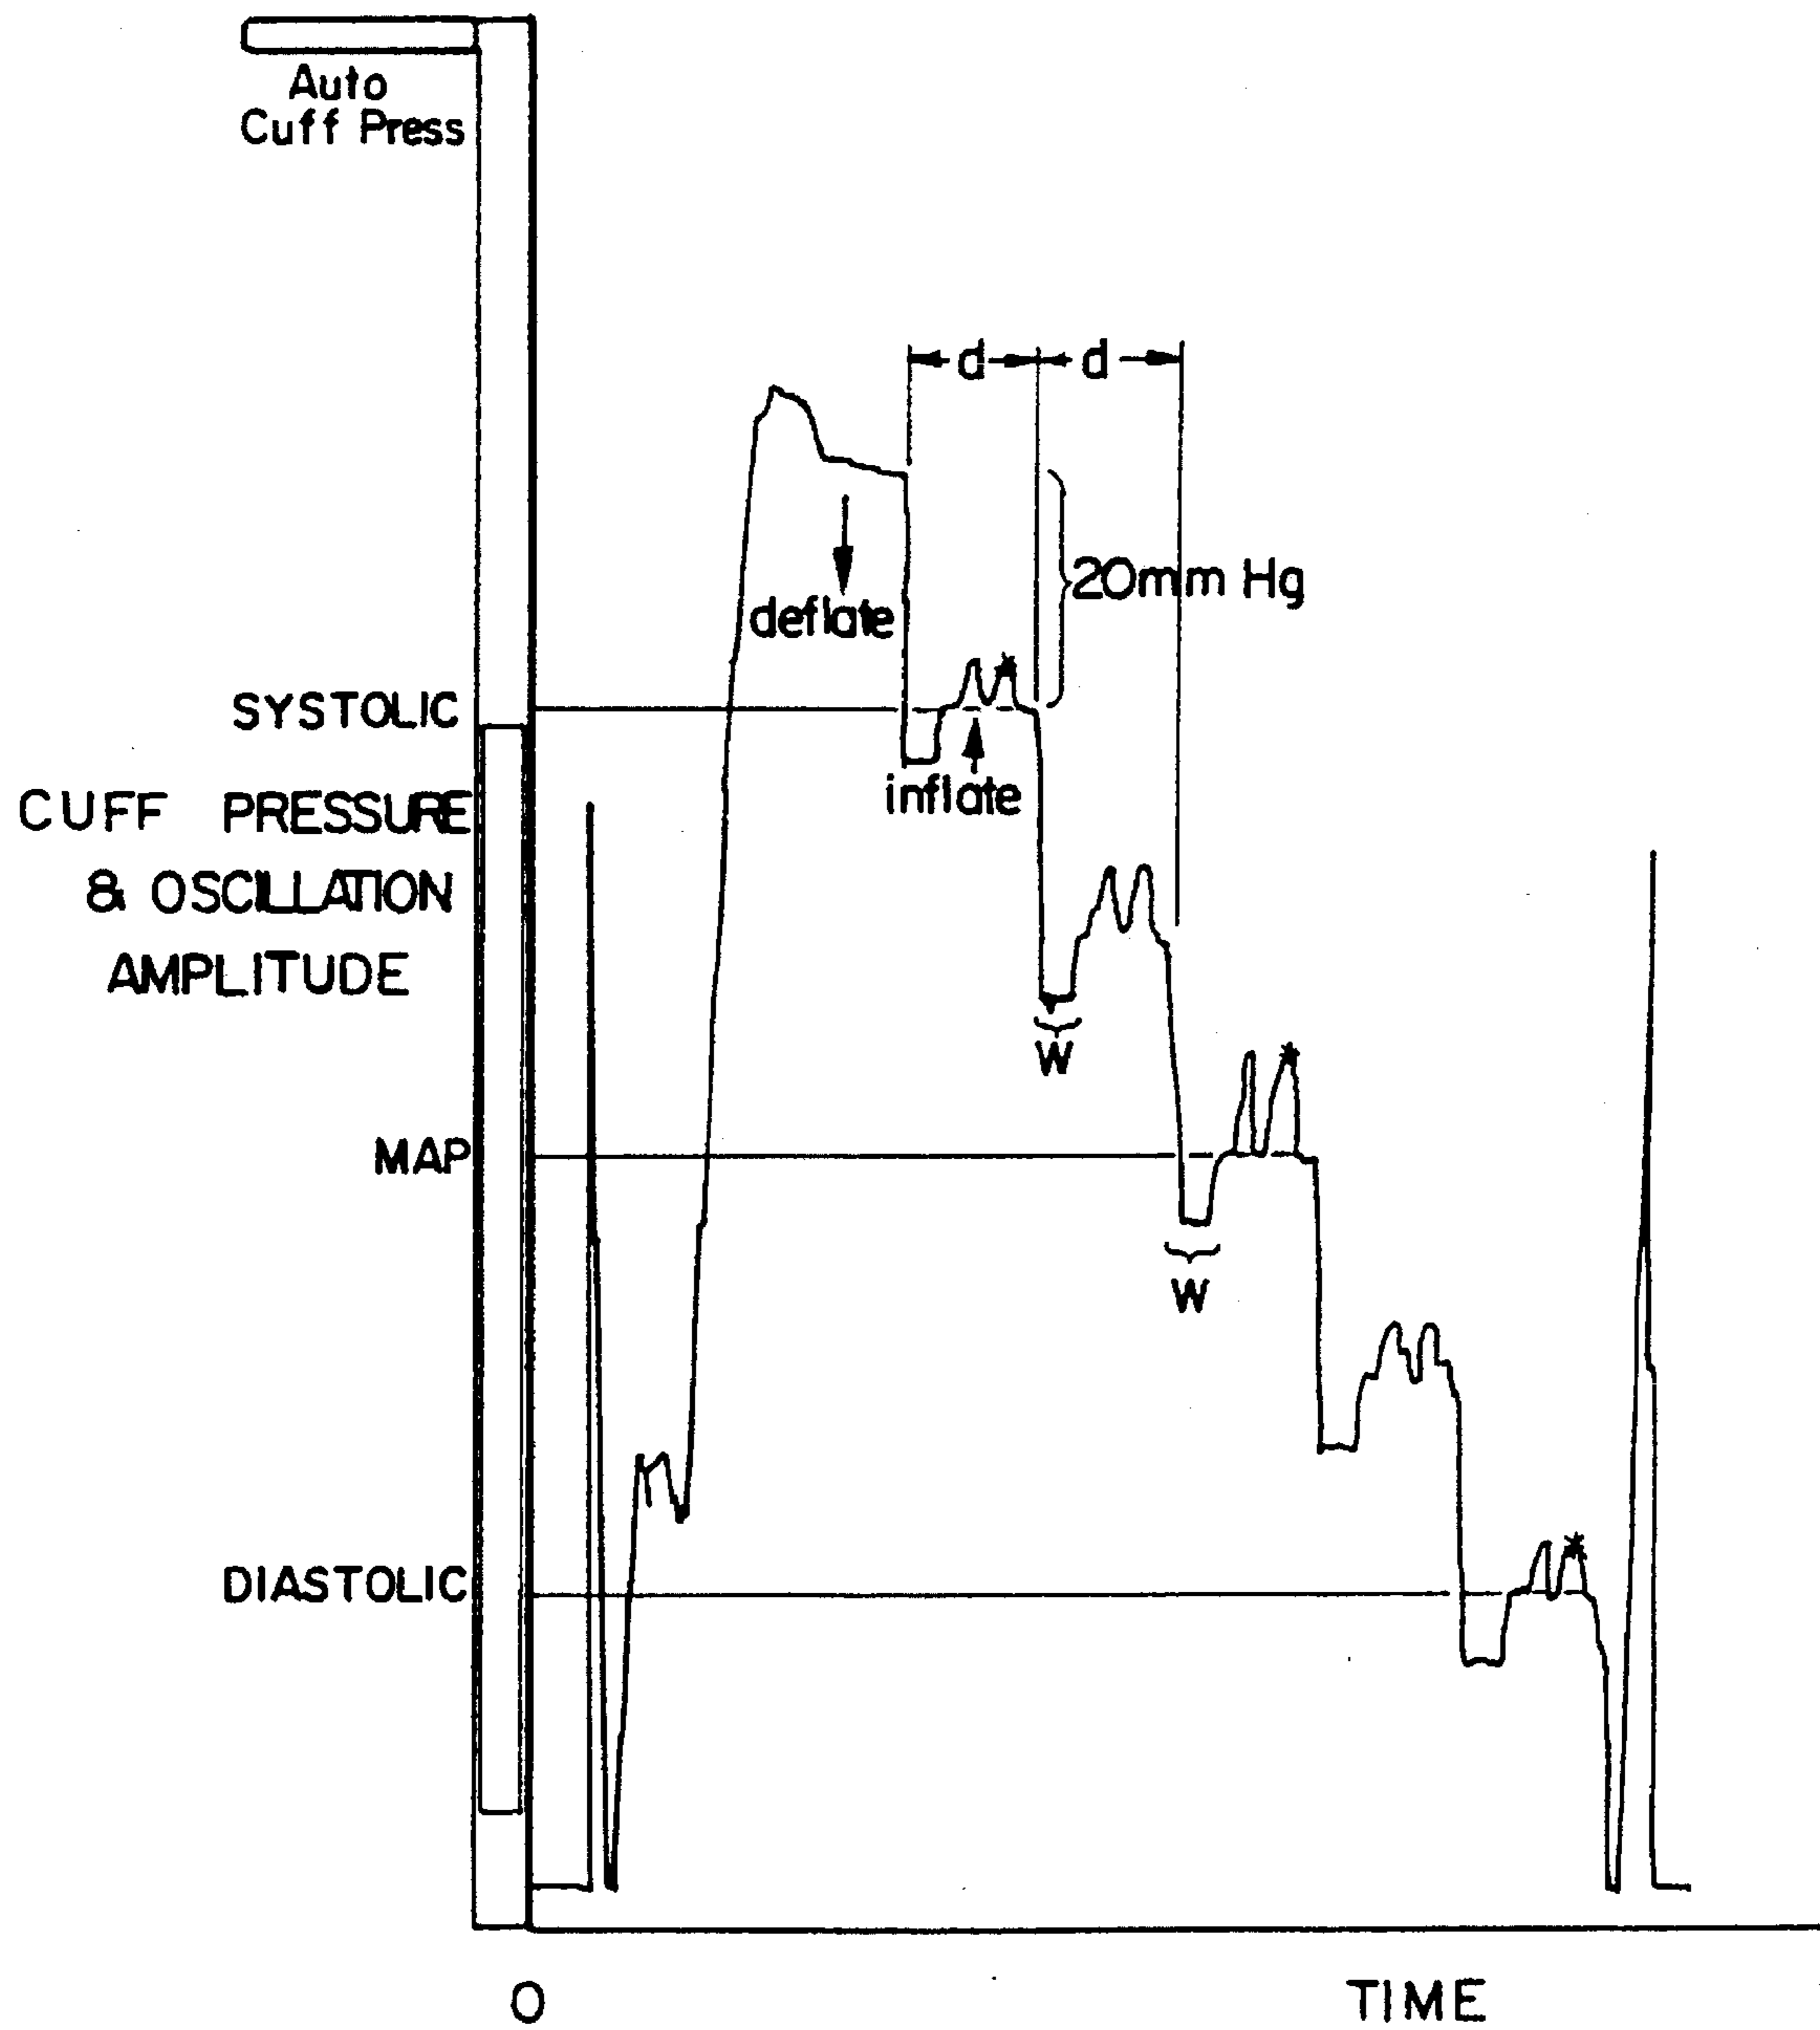 Auto
Cuff Press
d
d
20mm Hg
deflate
SYSTOLIC
inflate
CUFF PRESSURE
& OSCILLATION
AMPLITUDE
W
MAP
W
DIASTOLIC
O
TIME